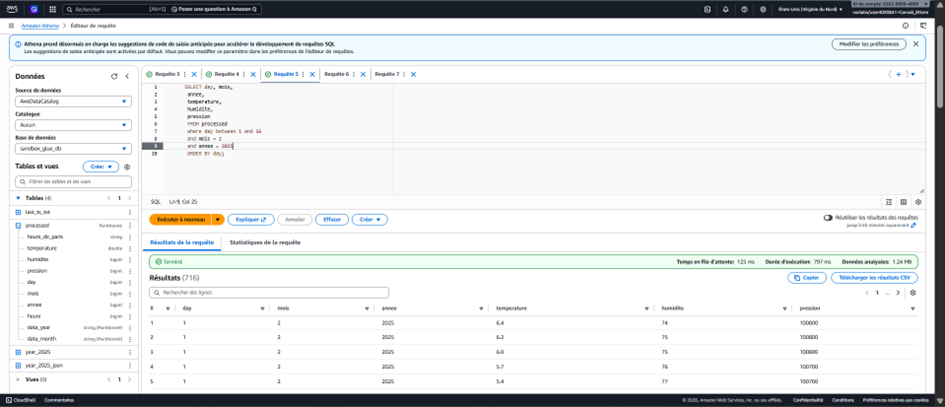 aws
Rechercher [Alt+S] Posez une question à Amazon Q
États-Unis (Virginie du Nord)
Amazon Athena > Éditeur de requête
Athena prend désormais en charge les suggestions de code de saisie anticipée pour accélérer le développement de requêtes SQL
Les suggestions de saisie anticipée sont activées par défaut. Vous pouvez modifier ce paramètre dans les préférences de l'éditeur de requêtes.
Modifier les préférences
Données
Source de données
AwsDataCatalog
Catalogue
Aucun
Base de données
sandbox_glue_db
Tables et vues
Créer
Filtrer les tables et les vues
Tables (4)
< 1 >
last_ts_txt
processed Partitionné
heure_de_paris string
temperature double
humidite bigint
pression bigint
day bigint
mois bigint
annee bigint
heure bigint
data_year string (Partitionné)
data_month string (Partitionné)
year_2025
year_2025_json
Vues (0)
< 1 >
Requête 3
Requête 4
Requête 5
Requête 6
Requête 7
1 SELECT day, mois,
2 annee,
3 temperature,
4 humidite,
5 pression
6 FROM processed
7 where day between 1 and 16
8 and mois = 2
9 and annee = 2025
10 ORDER BY day;
SQL Ln 9, Col 25
Exécuter à nouveau
Expliquer
Annuler
Effacer
Créer
Réutiliser les résultats des requêtes
Résultats de la requête
Statistiques de la requête
Terminé
Temps en file d'attente: 125 ms
Durée d'exécution: 797 ms
Données analysées: 1.24 MB
Résultats (716)
Copier
Télécharger les résultats CSV
Rechercher des lignes
< 1 ... >
# day mois annee temperature humidite pression
1 1 2 2025 6.4 74 100800
2 1 2 2025 6.2 75 100800
3 1 2 2025 6.0 75 100800
4 1 2 2025 5.7 76 100800
5 1 2 2025 5.4 77 100700
CloudShell Commentaires
© 2026, Amazon Web Services, Inc. ou ses affiliés.
Confidentialité
Conditions
Préférences relatives aux cookies